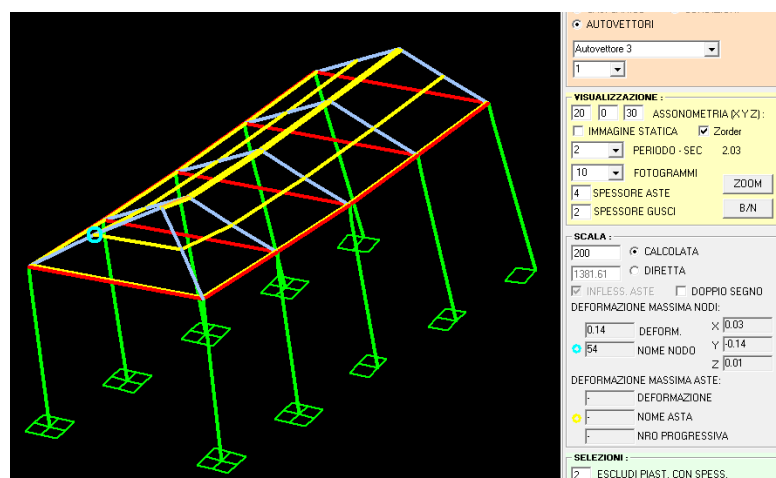 AUTOVETTORI
Autovettore 3
1
VISUALIZZAZIONE :
20 0 30 ASSONOMETRIA (X Y Z) :
IMMAGINE STATICA Zorder
2 PERIODO - SEC 2.03
10 FOTOGRAMMI
4 SPESSORE ASTE ZOOM
2 SPESSORE GUSCI B/N
SCALA :
200 CALCOLATA
1381.61 DIRETTA
INFLESS. ASTE DOPPIO SEGNO
DEFORMAZIONE MASSIMA NODI:
0.14 DEFORM. X 0.03
54 NOME NODO Y -0.14
Z 0.01
DEFORMAZIONE MASSIMA ASTE:
- DEFORMAZIONE
- NOME ASTA
- NRO PROGRESSIVA
SELEZIONI :
2 ESCLUDI PIAST. CON SPESS.